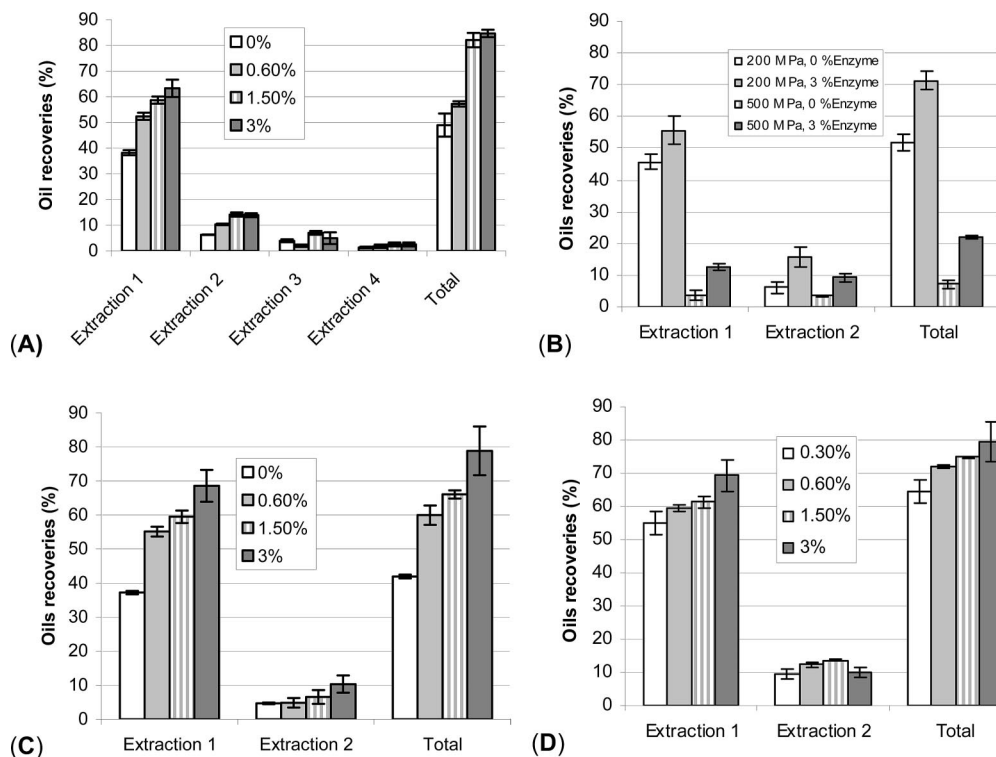 Oil recoveries (%)
90
80
70
60
50
40
30
20
10
0
0%
0.60%
1.50%
3%
Extraction 1
Extraction 2
Extraction 3
Extraction 4
Total
(A)
Oils recoveries (%)
90
80
70
60
50
40
30
20
10
0
200 MPa, 0 %Enzyme
200 MPa, 3 %Enzyme
500 MPa, 0 %Enzyme
500 MPa, 3 %Enzyme
Extraction 1
Extraction 2
Total
(B)
Oils recoveries (%)
90
80
70
60
50
40
30
20
10
0
0%
0.60%
1.50%
3%
Extraction 1
Extraction 2
Total
(C)
Oils recoveries (%)
90
80
70
60
50
40
30
20
10
0
0.30%
0.60%
1.50%
3%
Extraction 1
Extraction 2
Total
(D)